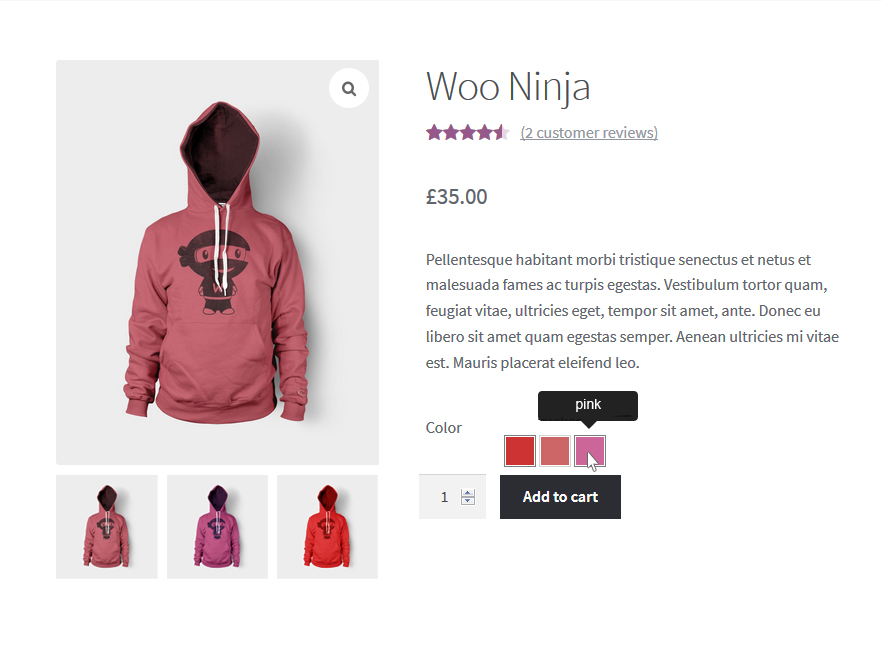 Woo Ninja
(2 customer reviews)
£35.00
Pellentesque habitant morbi tristique senectus et netus et
malesuada fames ac turpis egestas. Vestibulum tortor quam,
feugiat vitae, ultricies eget, tempor sit amet, ante. Donec eu
libero sit amet quam egestas semper. Aenean ultricies mi vitae
est. Mauris placerat eleifend leo.
pink
Color
1
Add to cart
W